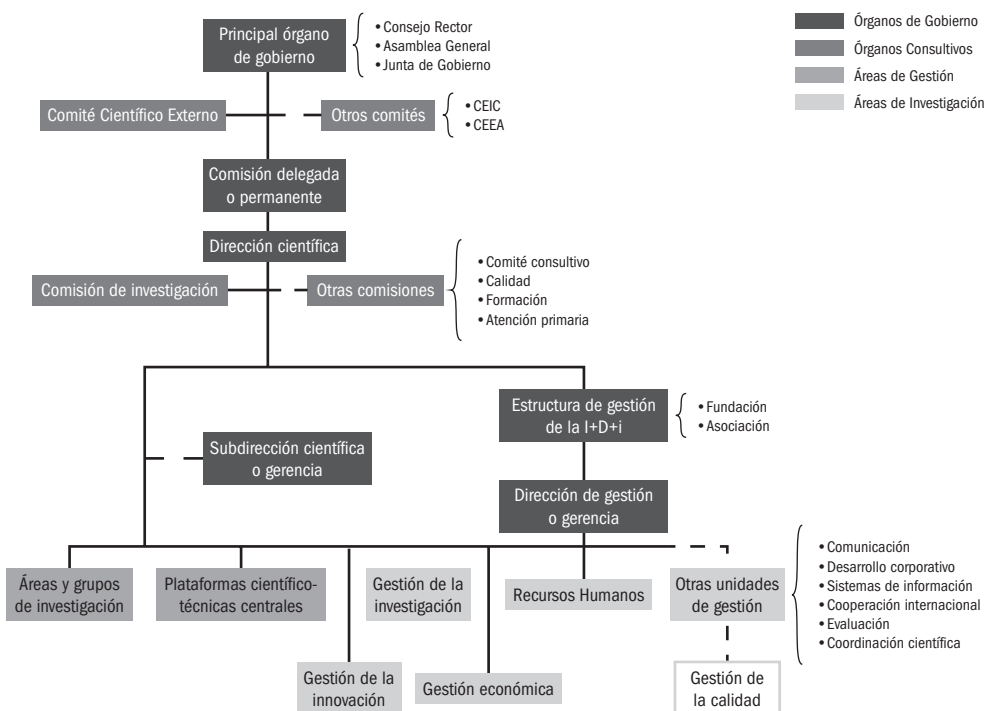 Principal órgano
de gobierno
• Consejo Rector
• Asamblea General
• Junta de Gobierno
Órganos de Gobierno
Órganos Consultivos
Áreas de Gestión
Áreas de Investigación
Comité Científico Externo
Otros comités
• CEIC
• CEEA
Comisión delegada
o permanente
Dirección científica
Comisión de investigación
Otras comisiones
• Comité consultivo
• Calidad
• Formación
• Atención primaria
Estructura de gestión
de la I+D+i
• Fundación
• Asociación
Subdirección científica
o gerencia
Dirección de gestión
o gerencia
Áreas y grupos
de investigación
Plataformas científico-
técnicas centrales
Gestión de la
investigación
Recursos Humanos
Otras unidades
de gestión
• Comunicación
• Desarrollo corporativo
• Sistemas de información
• Cooperación internacional
• Evaluación
• Coordinación científica
Gestión de la
innovación
Gestión económica
Gestión de
la calidad